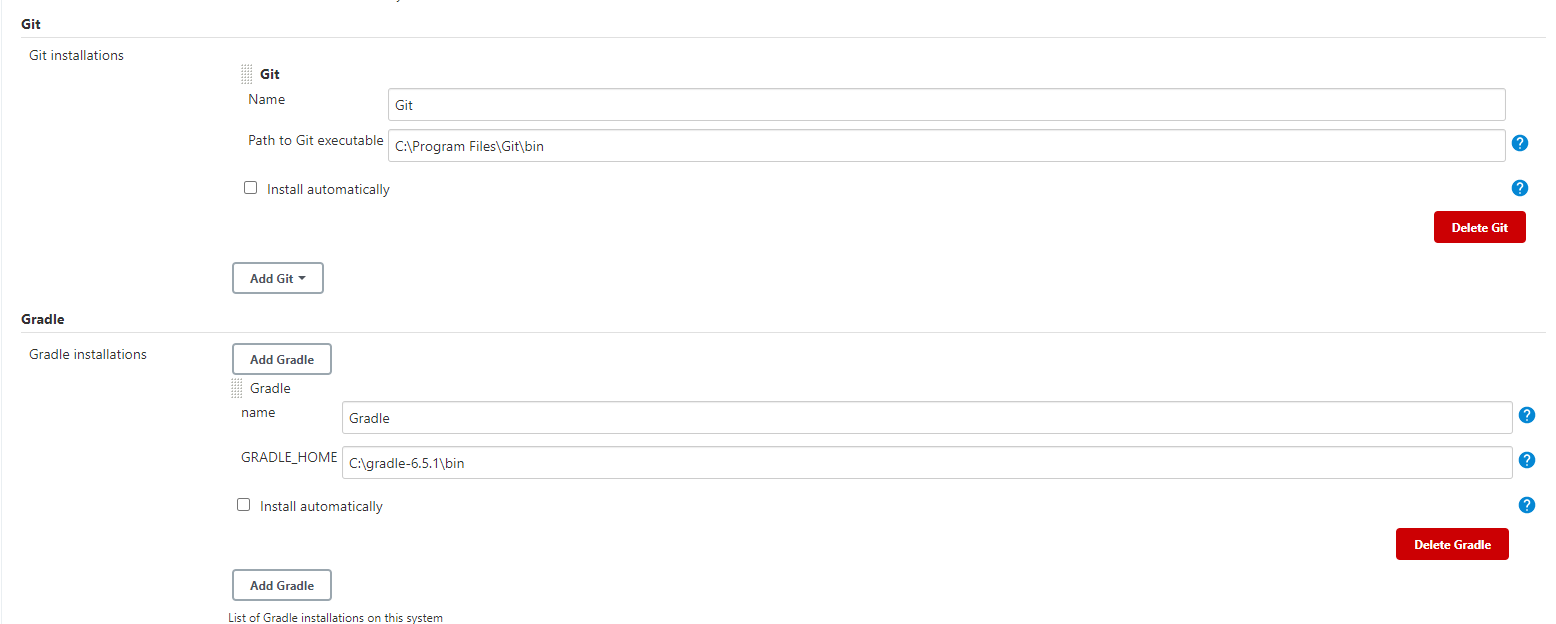 Git
Git installations
Git
Name
Git
Path to Git executable
C:\Program Files\Git\bin
?
Install automatically
?
Delete Git
Add Git
Gradle
Gradle installations
Add Gradle
Gradle
name
Gradle
?
GRADLE_HOME
C:\gradle-6.5.1\bin
?
Install automatically
?
Delete Gradle
Add Gradle
List of Gradle installations on this system